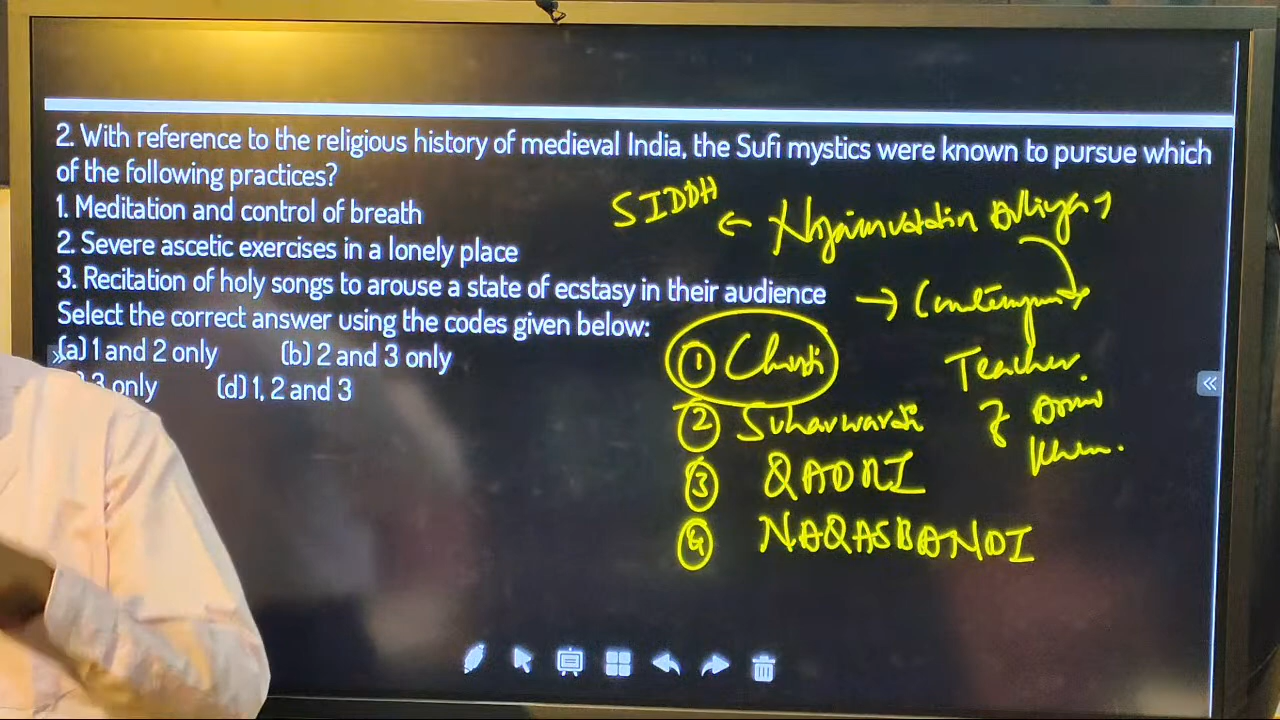 2. With reference to the religious history of medieval India, the Sufi mystics were known to pursue which
of the following practices?
1. Meditation and control of breath
2. Severe ascetic exercises in a lonely place
3. Recitation of holy songs to arouse a state of ecstasy in their audience
Select the correct answer using the codes given below:
(a) 1 and 2 only (b) 2 and 3 only
3 only (d) 1, 2 and 3
SIDDH ←
→
① Chisti
② Suharwardi
③ QADRI
④ NAQASBANDI
Teacher